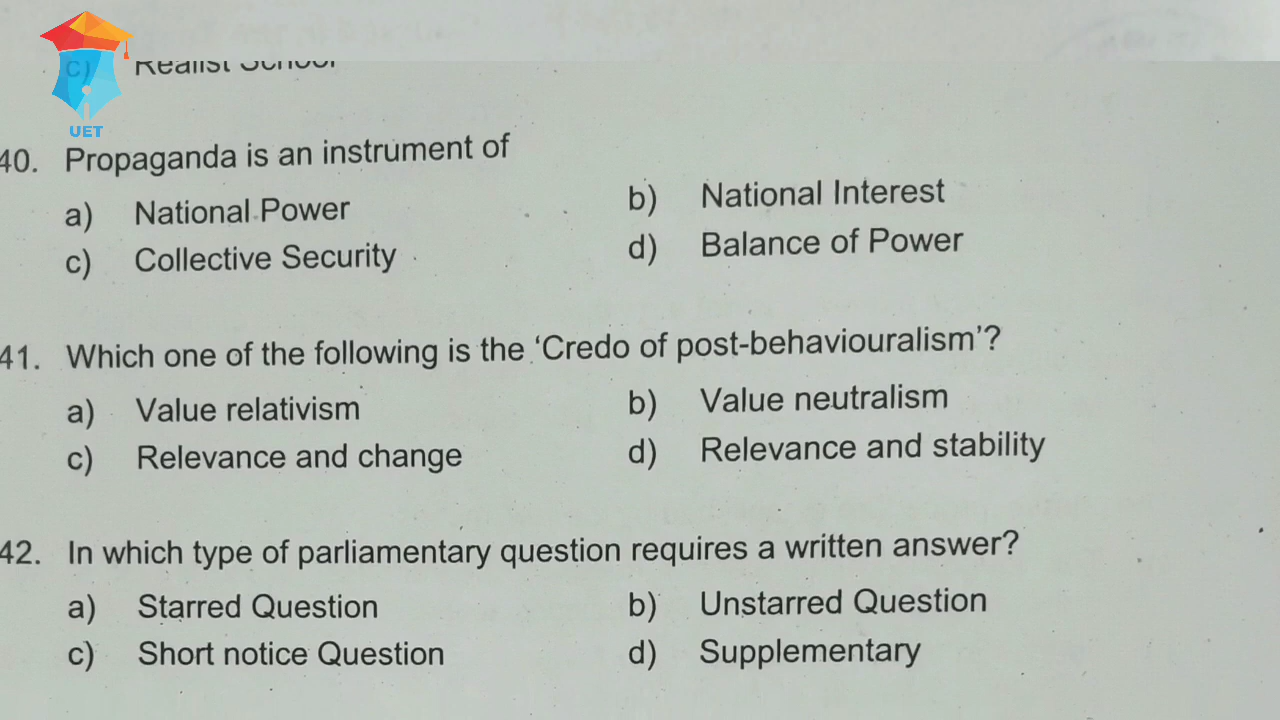 c) Realist School
UET
40. Propaganda is an instrument of
a) National Power b) National Interest
c) Collective Security d) Balance of Power
41. Which one of the following is the 'Credo of post-behaviouralism'?
a) Value relativism b) Value neutralism
c) Relevance and change d) Relevance and stability
42. In which type of parliamentary question requires a written answer?
a) Starred Question b) Unstarred Question
c) Short notice Question d) Supplementary